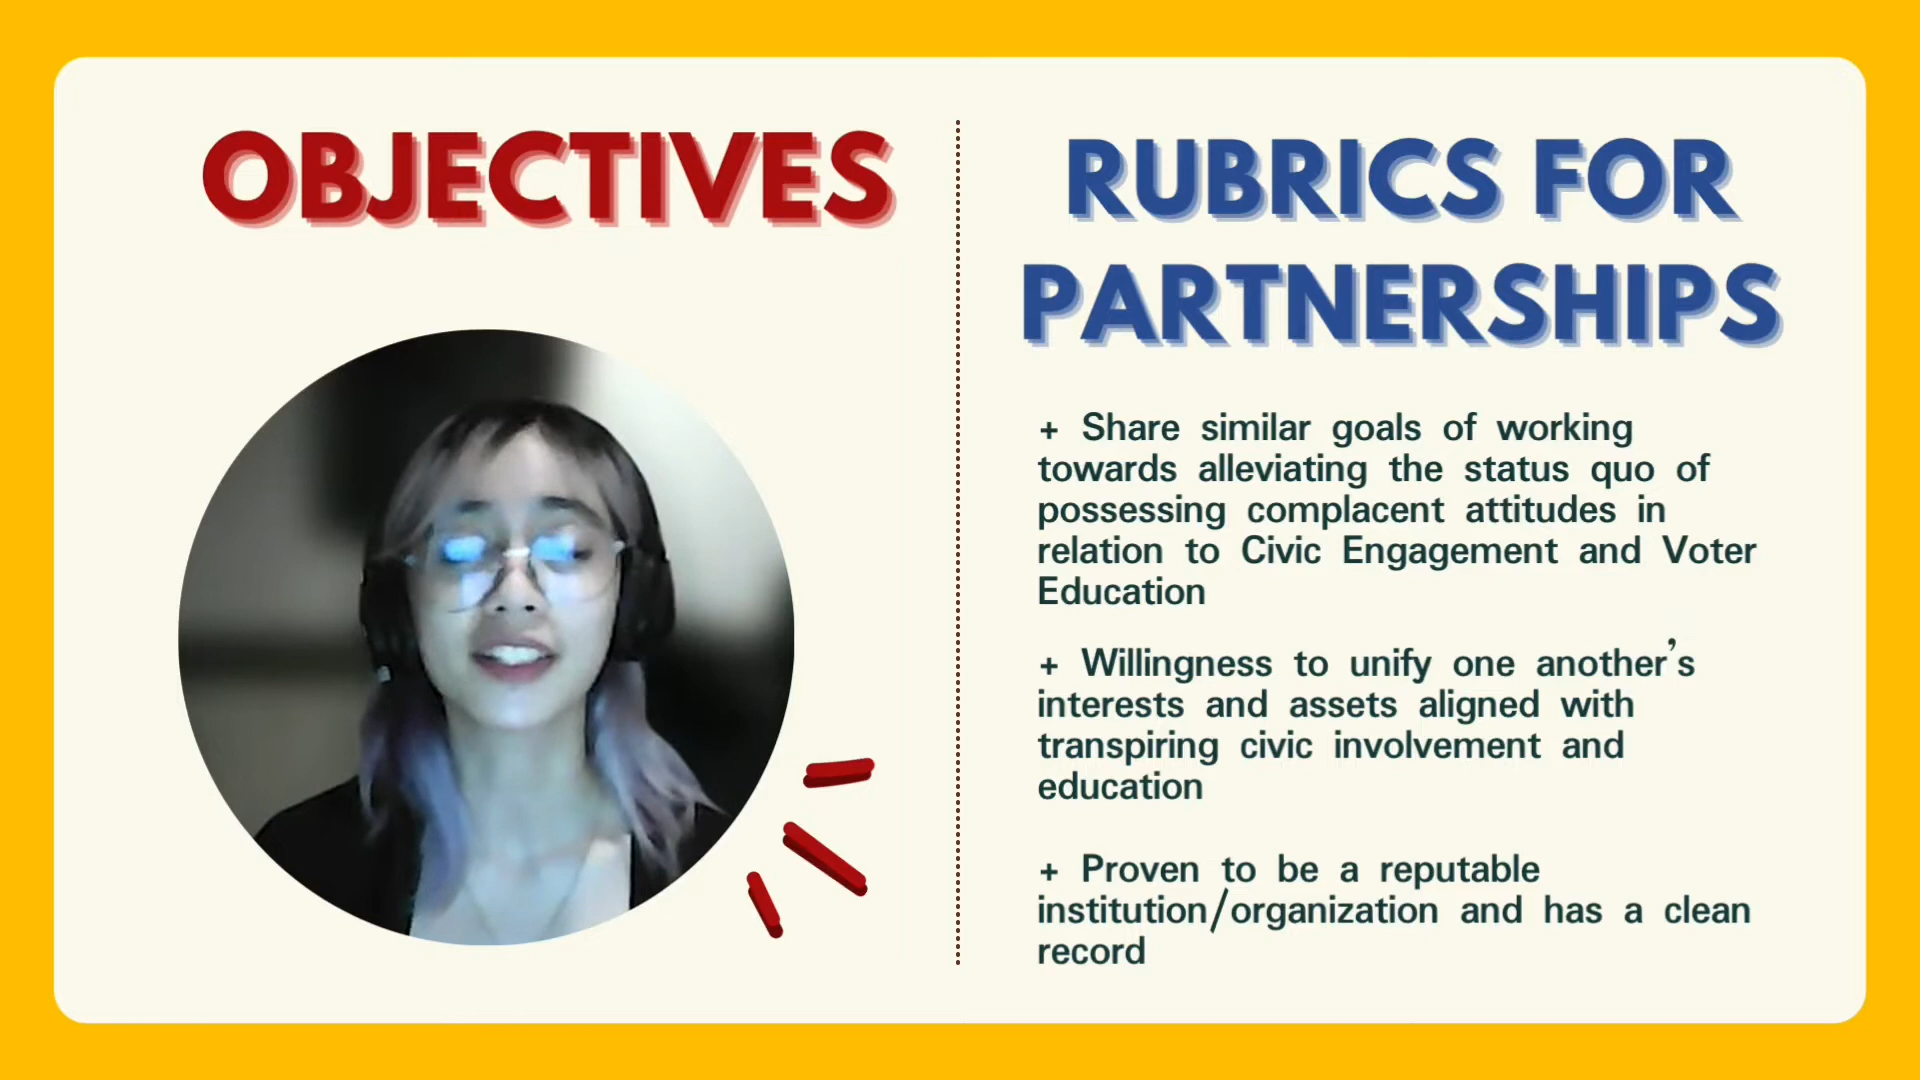 OBJECTIVES
RUBRICS FOR
PARTNERSHIPS
+ Share similar goals of working
towards alleviating the status quo of
possessing complacent attitudes in
relation to Civic Engagement and Voter
Education
+ Willingness to unify one another's
interests and assets aligned with
transpiring civic involvement and
education
+ Proven to be a reputable
institution/organization and has a clean
record